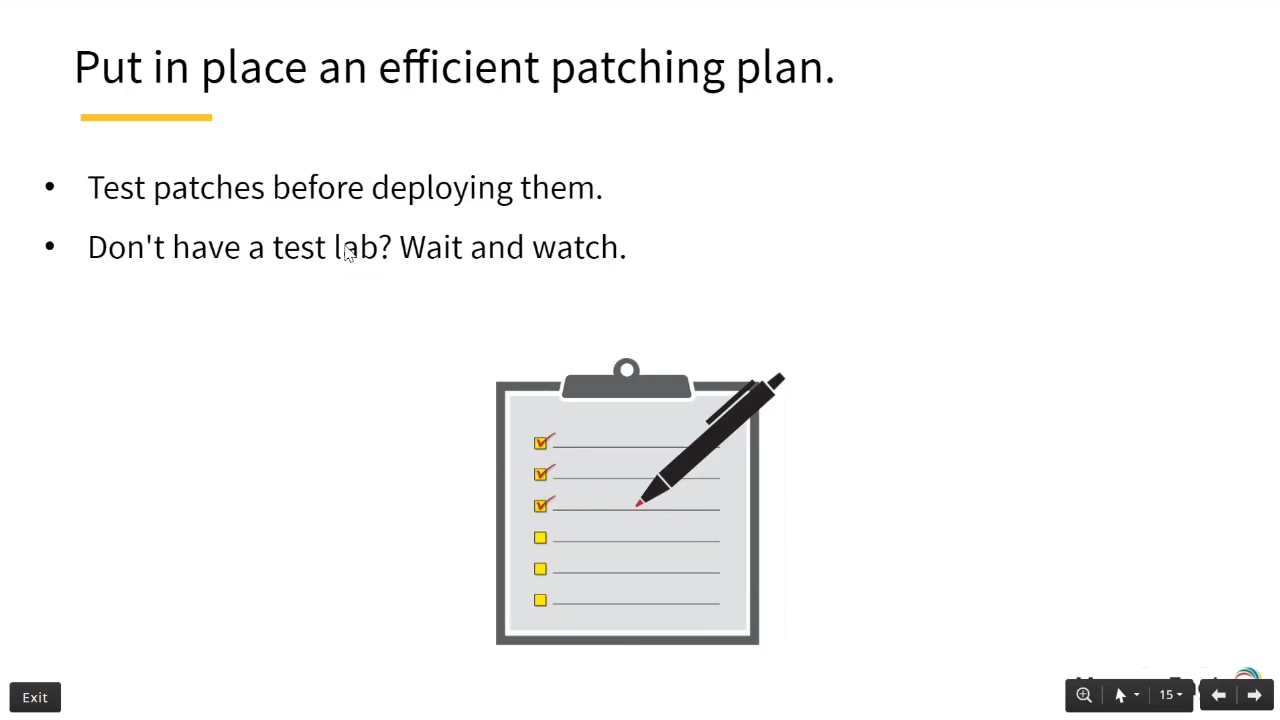 Put in place an efficient patching plan.
• Test patches before deploying them.
• Don't have a test lab? Wait and watch.
Exit
15